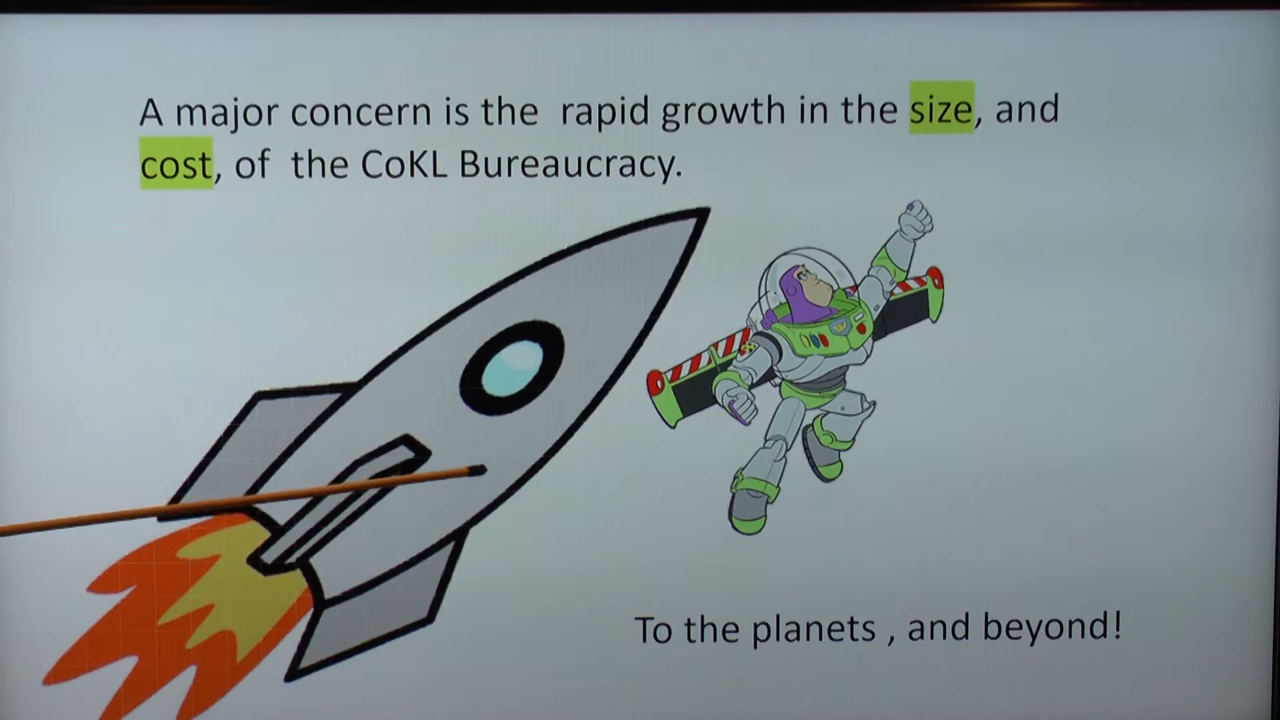 A major concern is the  rapid growth in the size, and
cost, of  the CoKL Bureaucracy.
To the planets , and beyond!